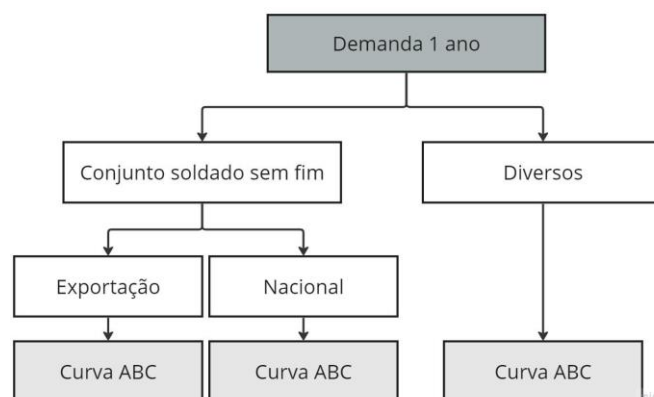 Demanda 1 ano
Conjunto soldado sem fim
Diversos
Exportação
Nacional
Curva ABC
Curva ABC
Curva ABC